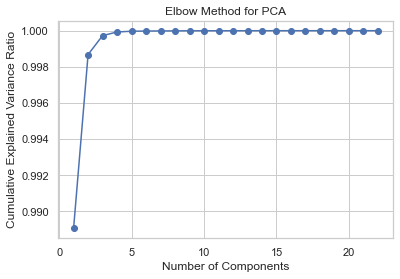 Elbow Method for PCA
Cumulative Explained Variance Ratio
1.000
0.998
0.996
0.994
0.992
0.990
0 5 10 15 20
Number of Components